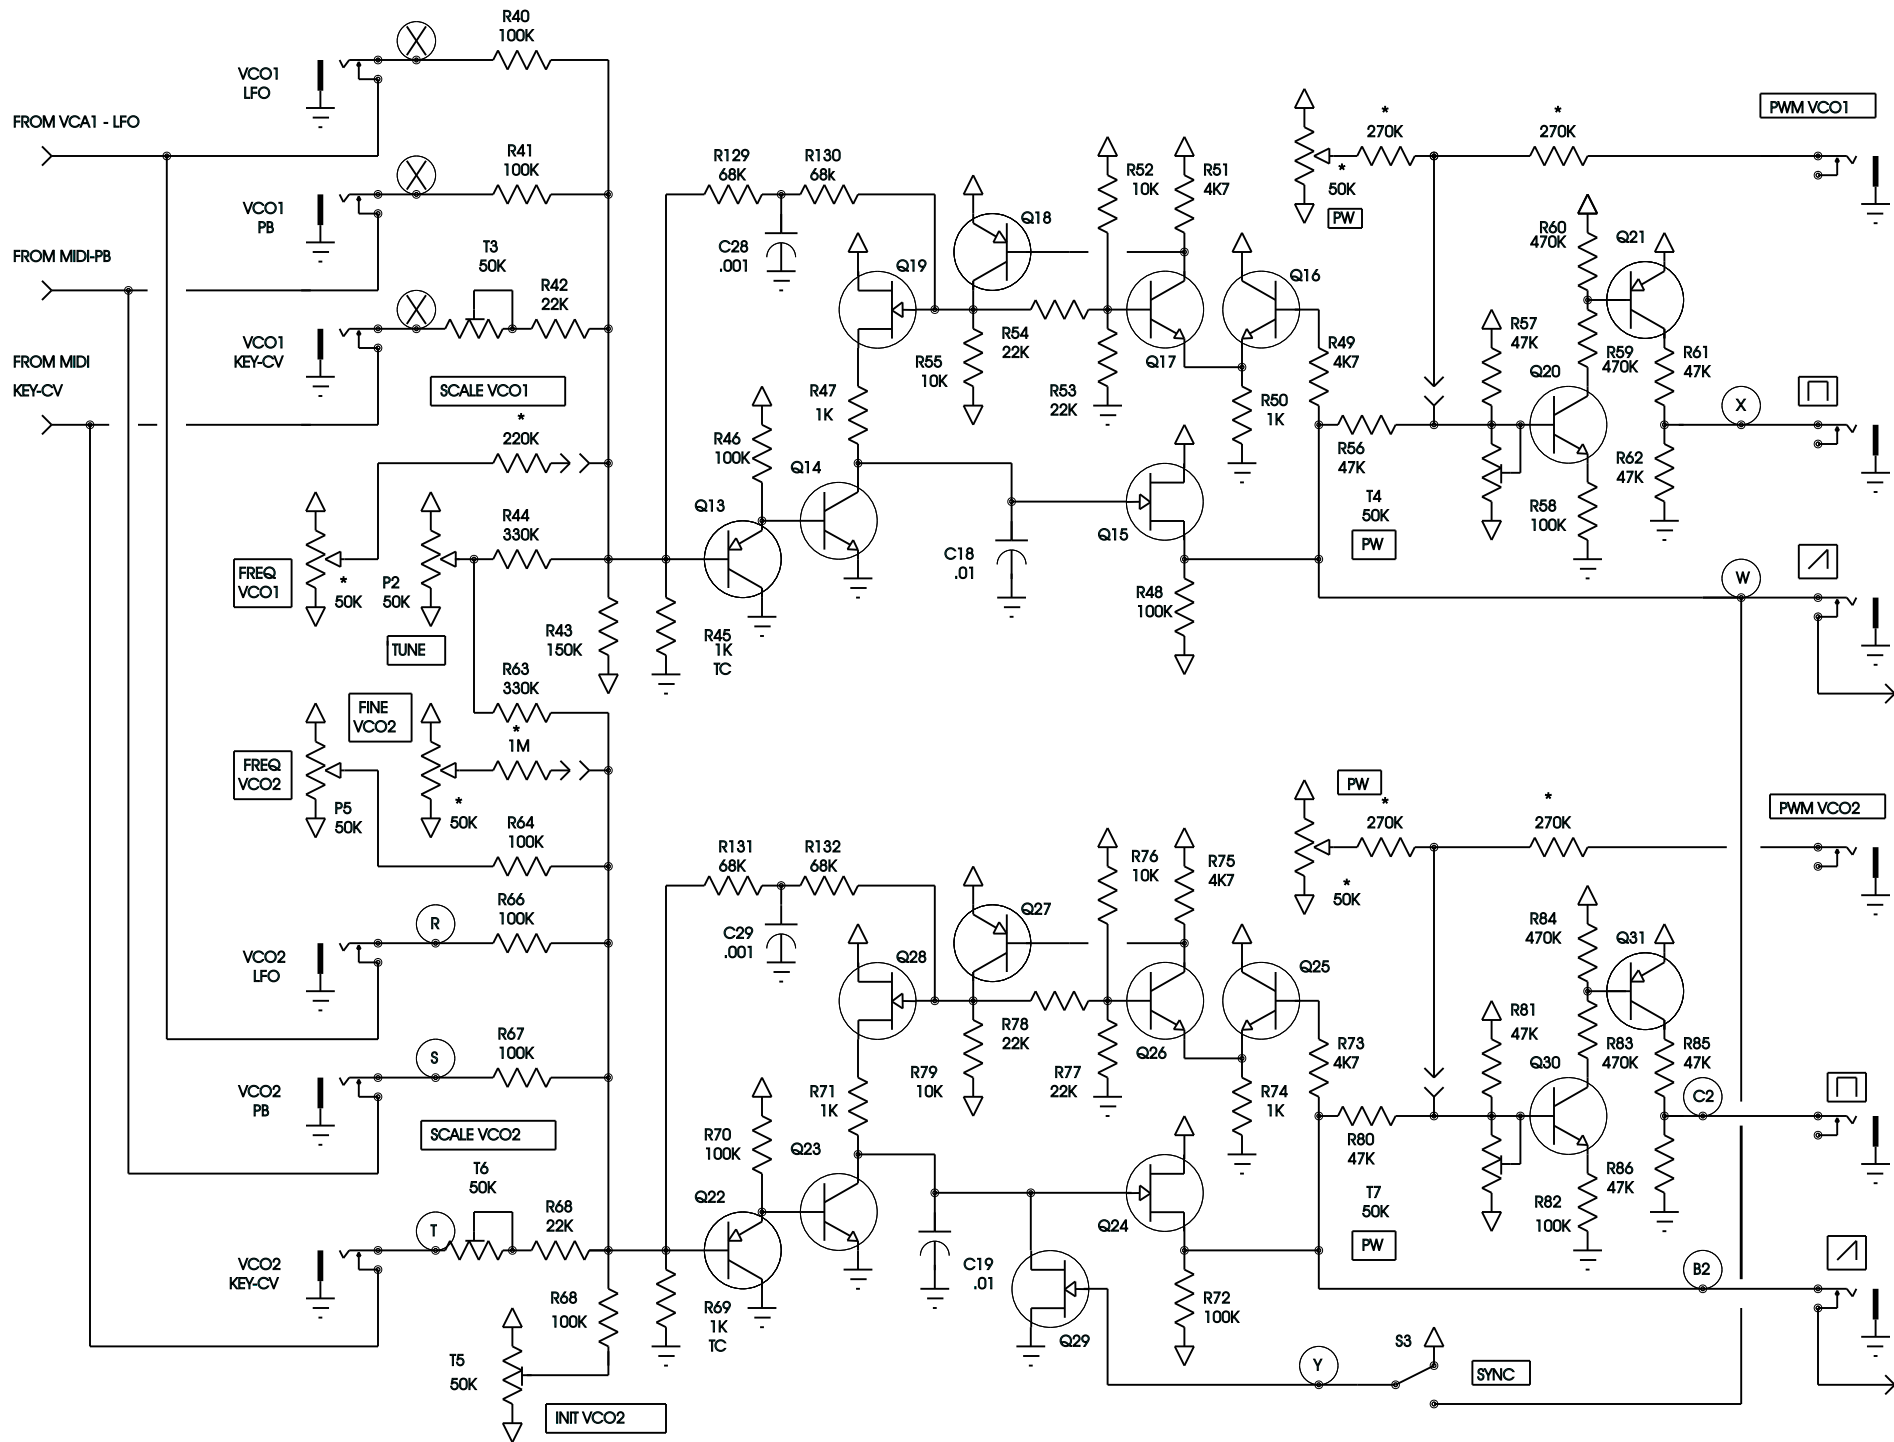 R40
100K
VCO1
LFO
FROM VCA1 - LFO
R41
100K
VCO1
PB
FROM MIDI-PB
T3
50K
R42
22K
VCO1
KEY-CV
FROM MIDI
KEY-CV
SCALE VCO1
*
220K
R44
330K
FREQ
VCO1
*
50K
P2
50K
TUNE
R43
150K
R63
330K
*
1M
FINE
VCO2
FREQ
VCO2
P5
50K
*
50K
R64
100K
R66
100K
R
VCO2
LFO
R67
100K
S
VCO2
PB
SCALE VCO2
T6
50K
R68
22K
T
VCO2
KEY-CV
R68
100K
T5
50K
INIT VCO2
R129
68K
R130
68k
C28
.001
Q19
Q18
R52
10K
R51
4K7
Q16
R55
10K
R54
22K
Q17
R53
22K
R49
4K7
R50
1K
R47
1K
R46
100K
Q14
Q13
C18
.01
Q15
R48
100K
R45
1K
TC
*
270K
*
270K
PWM VCO1
*
50K
PW
R60
470K
Q21
R57
47K
Q20
R59
470K
R61
47K
X
R56
47K
R62
47K
T4
50K
PW
R58
100K
W
R131
68K
R132
68K
C29
.001
Q28
Q27
R76
10K
R75
4K7
Q25
R79
10K
R78
22K
Q26
R77
22K
R73
4K7
R74
1K
R71
1K
R70
100K
Q23
Q22
C19
.01
Q24
R72
100K
Q29
R69
1K
TC
PW
*
270K
*
270K
PWM VCO2
*
50K
R84
470K
Q31
R81
47K
Q30
R83
470K
R85
47K
C2
R80
47K
R86
47K
T7
50K
PW
R82
100K
B2
Y
S3
SYNC